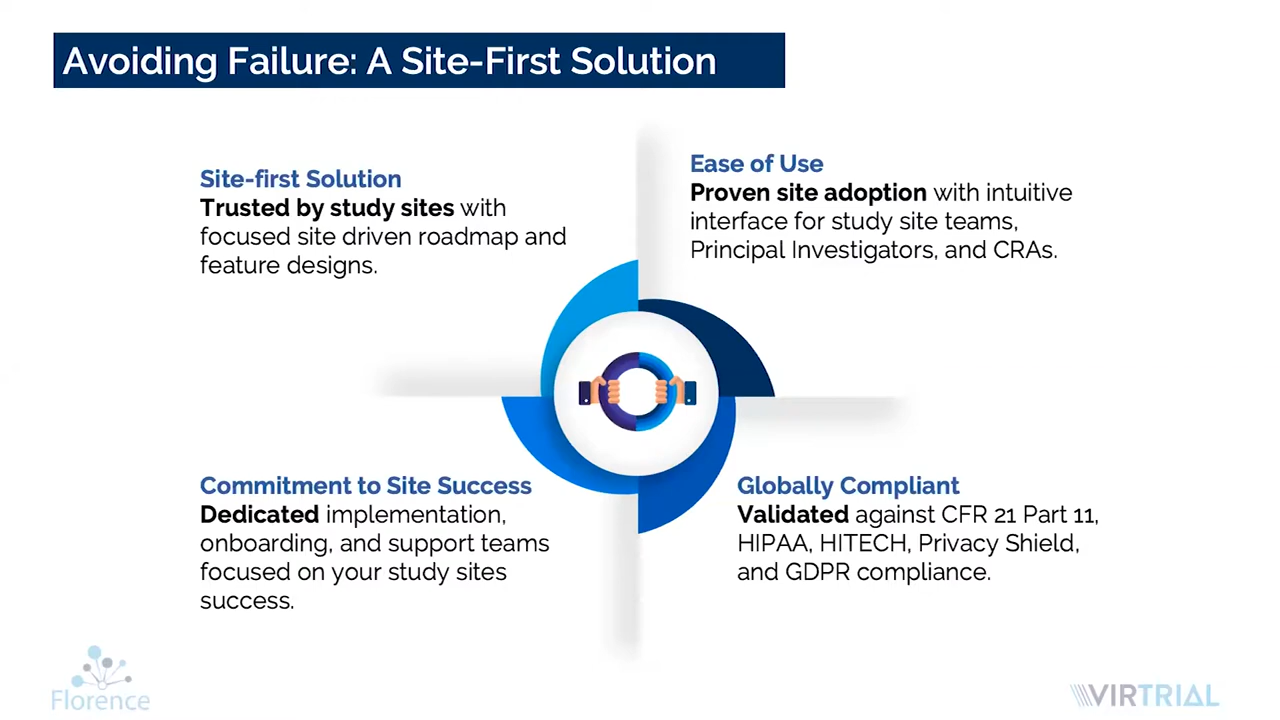 Avoiding Failure: A Site-First Solution
Site-first Solution
Trusted by study sites with
focused site driven roadmap and
feature designs.
Ease of Use
Proven site adoption with intuitive
interface for study site teams,
Principal Investigators, and CRAs.
Commitment to Site Success
Dedicated implementation,
onboarding, and support teams
focused on your study sites
success.
Globally Compliant
Validated against CFR 21 Part 11,
HIPAA, HITECH, Privacy Shield,
and GDPR compliance.
Florence
VIRTRIAL